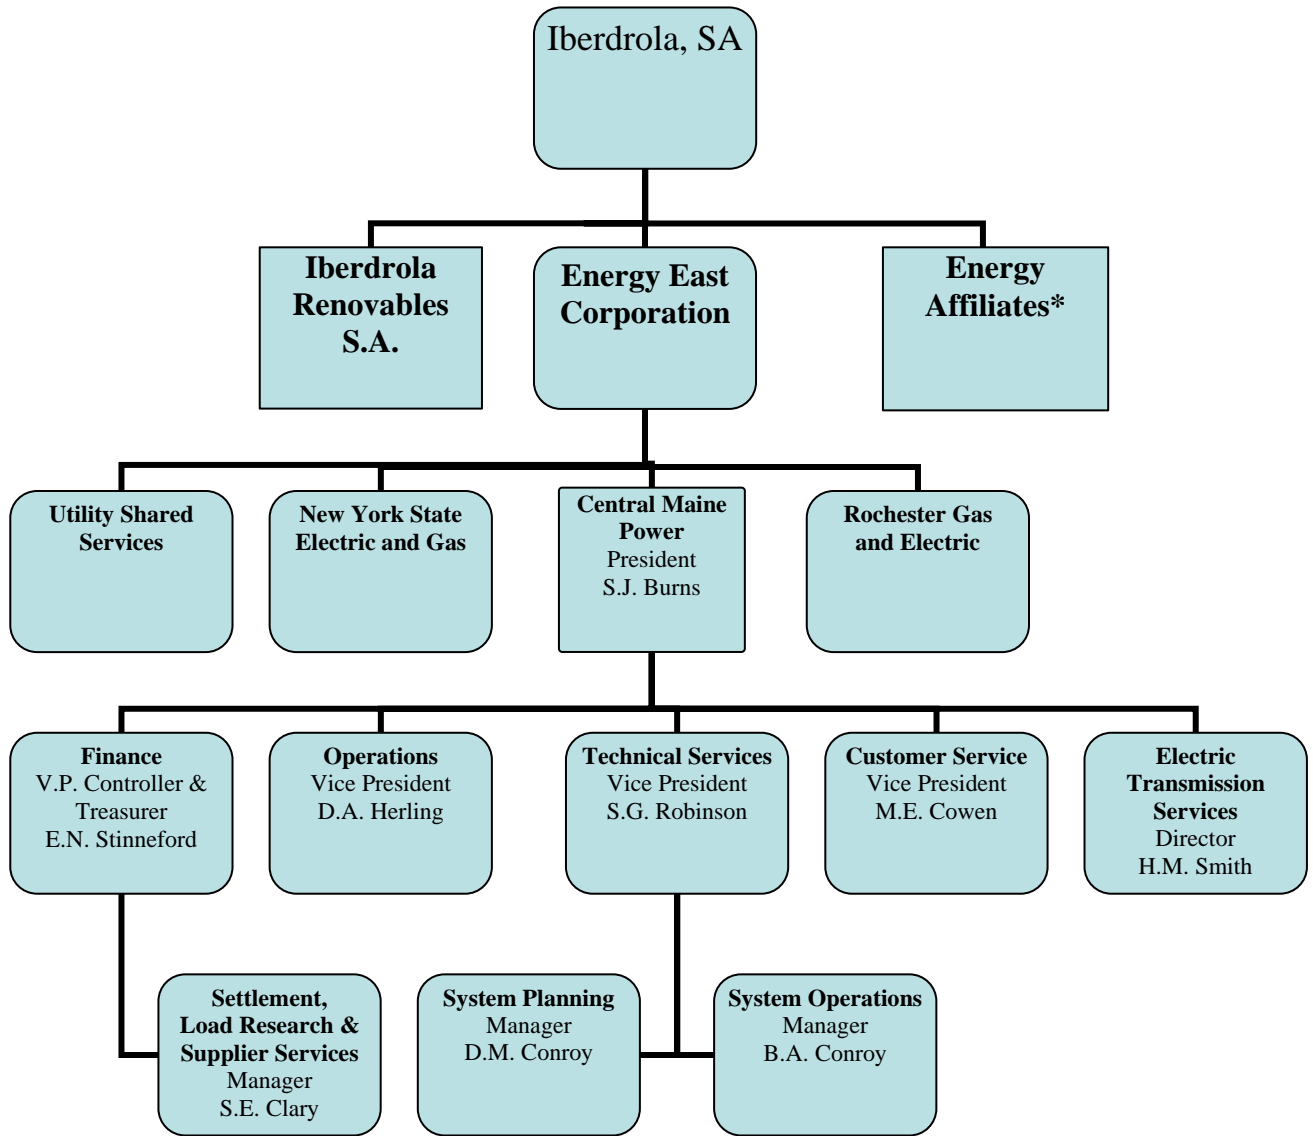 Iberdrola, SA
Iberdrola
Renovables
S.A.
Energy East
Corporation
Energy
Affiliates*
Utility Shared
Services
New York State
Electric and Gas
Central Maine
Power
President
S.J. Burns
Rochester Gas
and Electric
Finance
V.P. Controller &
Treasurer
E.N. Stinneford
Operations
Vice President
D.A. Herling
Technical Services
Vice President
S.G. Robinson
Customer Service
Vice President
M.E. Cowen
Electric
Transmission
Services
Director
H.M. Smith
Settlement,
Load Research &
Supplier Services
Manager
S.E. Clary
System Planning
Manager
D.M. Conroy
System Operations
Manager
B.A. Conroy